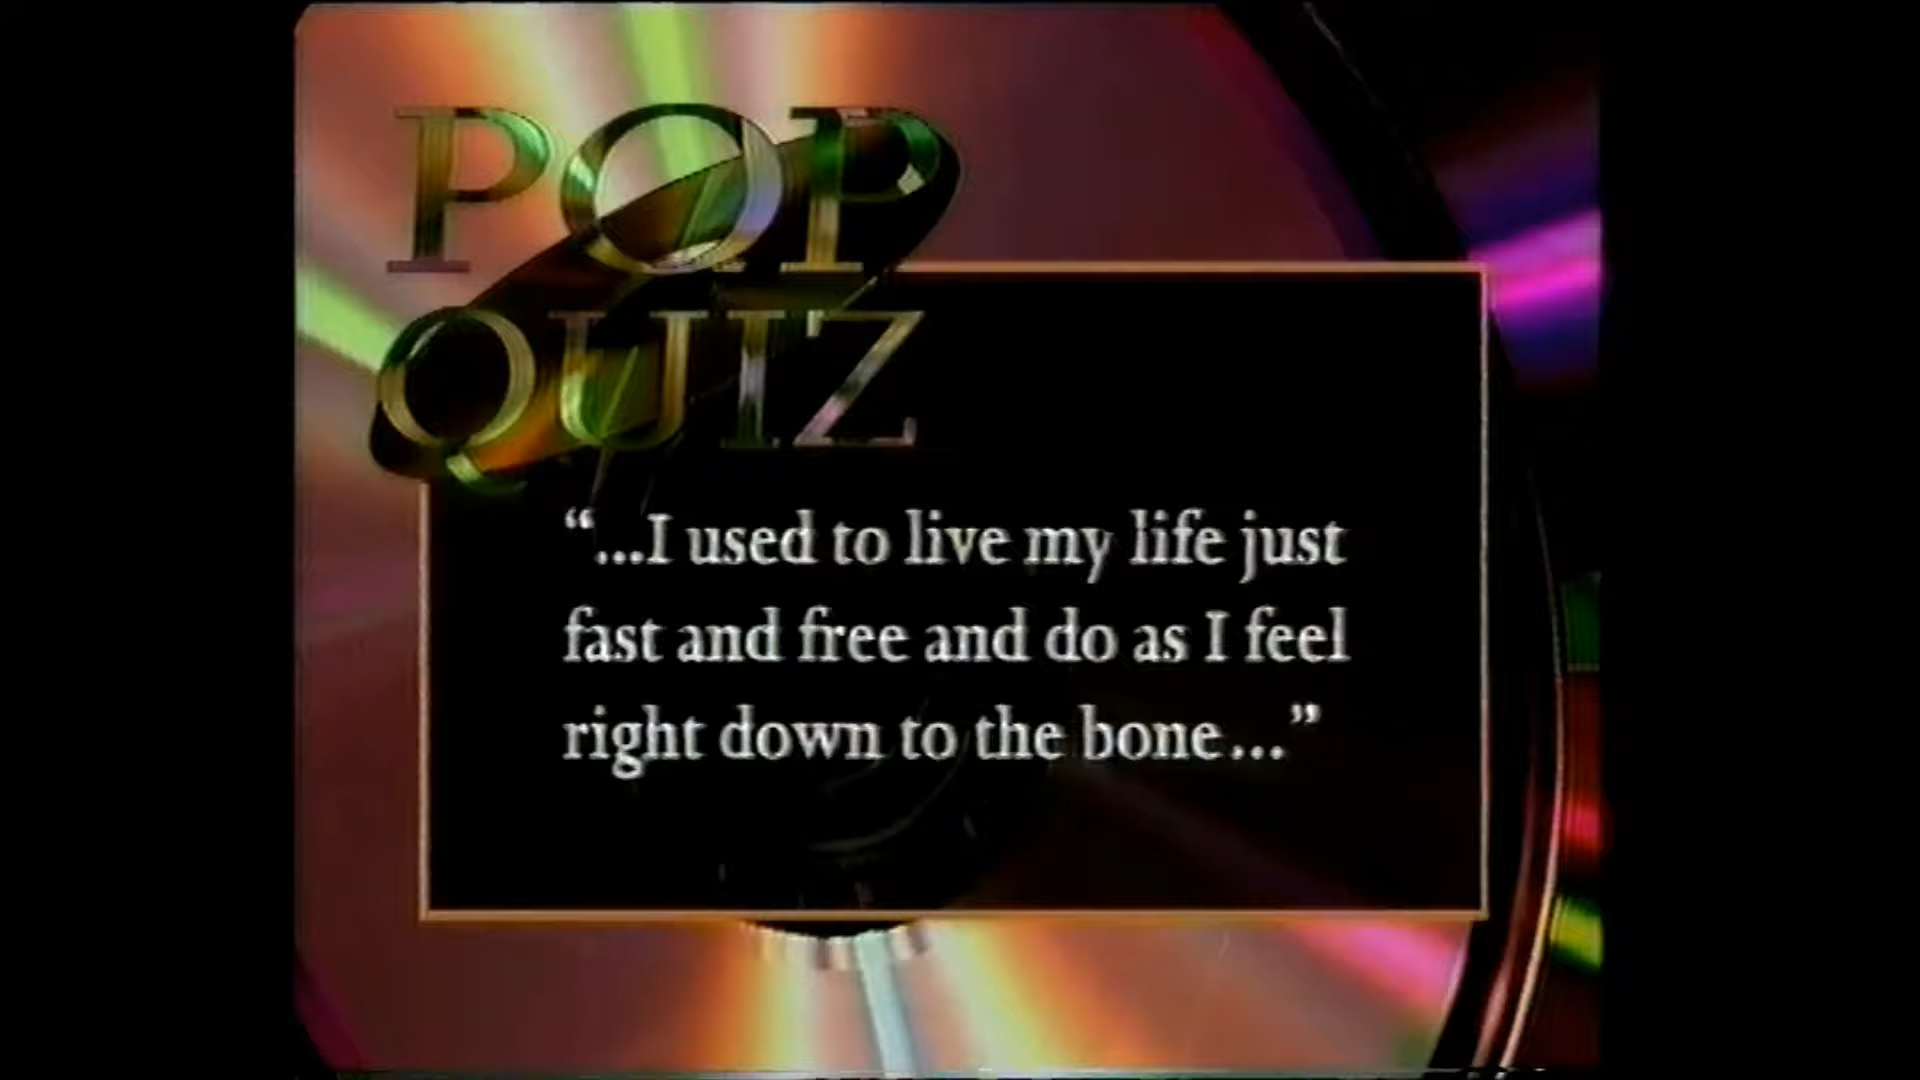 POP
QUIZ
“...I used to live my life just
fast and free and do as I feel
right down to the bone...”